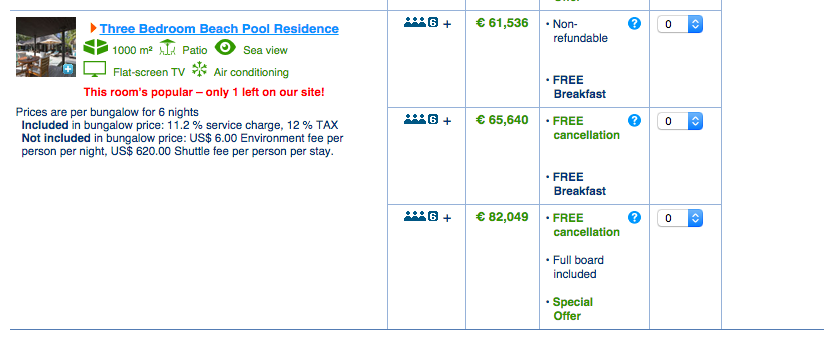 Three Bedroom Beach Pool Residence
1000 m² Patio Sea view
Flat-screen TV Air conditioning
This room's popular – only 1 left on our site!
Prices are per bungalow for 6 nights
Included in bungalow price: 11.2 % service charge, 12 % TAX
Not included in bungalow price: US$ 6.00 Environment fee per
person per night, US$ 620.00 Shuttle fee per person per stay.
6 +
€ 61,536
• Non-
refundable
?
0
• FREE
Breakfast
6 +
€ 65,640
• FREE
cancellation
?
0
• FREE
Breakfast
6 +
€ 82,049
• FREE
cancellation
?
0
• Full board
included
• Special
Offer